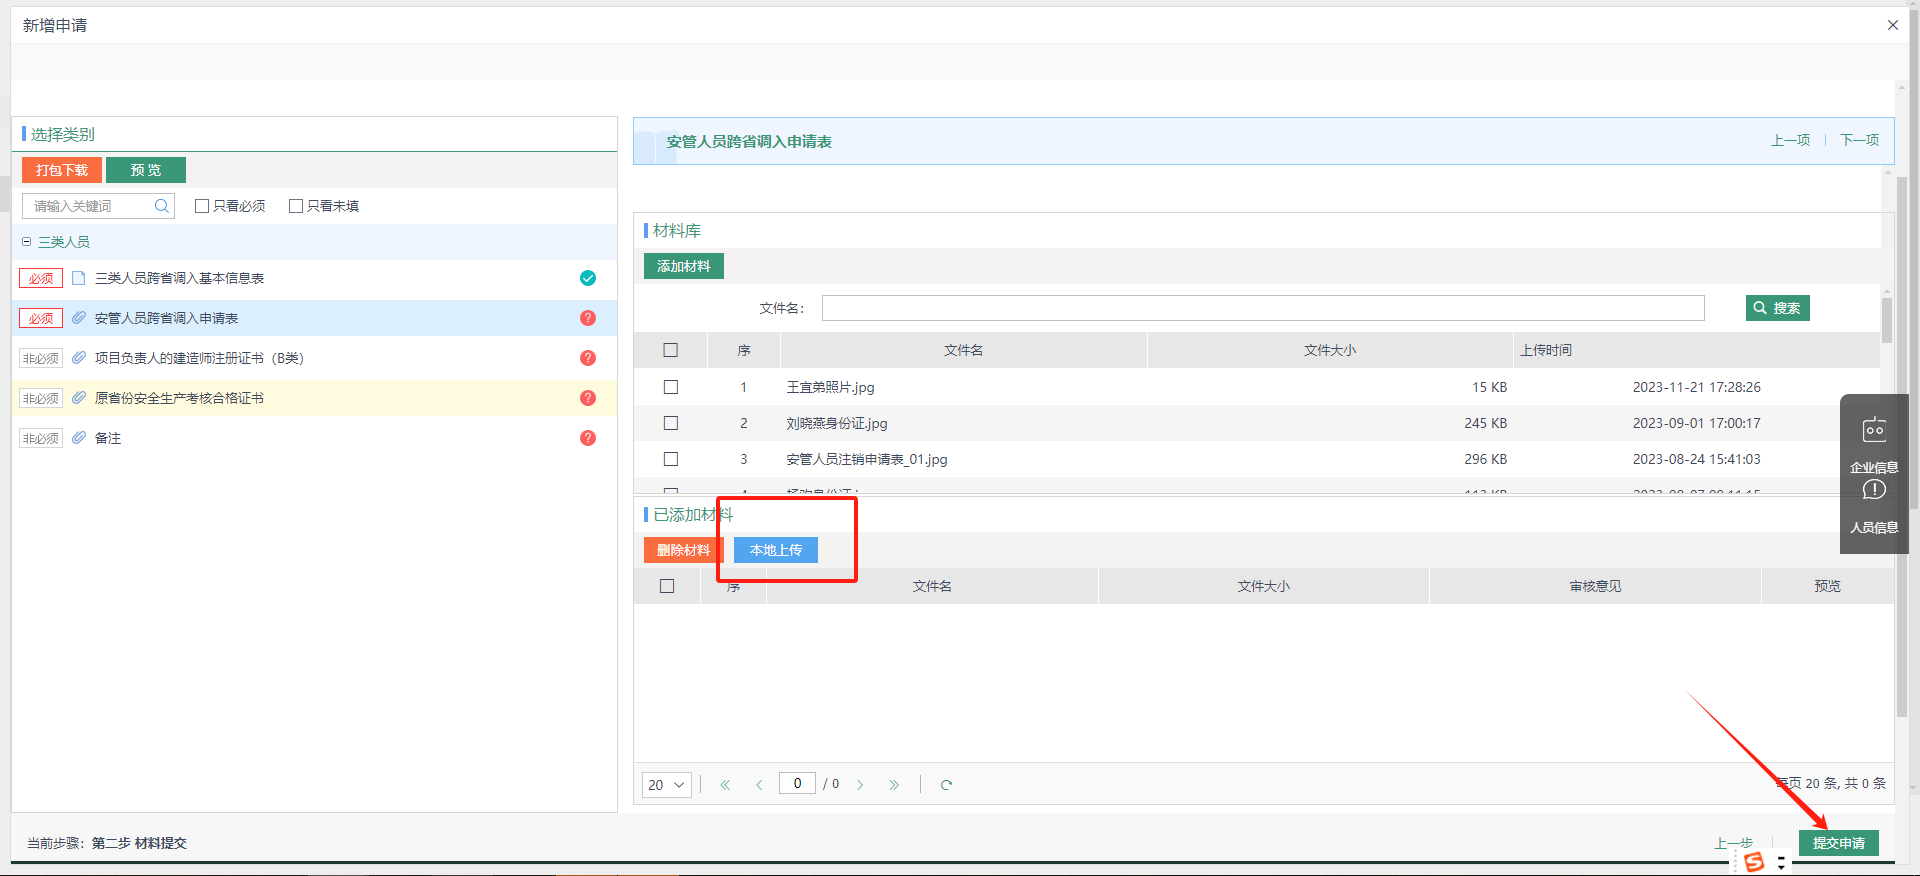 新增申请
选择类别
打包下载 预 览
请输入关键词 只看必须 只看未填
三类人员
必须 三类人员跨省调入基本信息表
必须 安管人员跨省调入申请表
非必须 项目负责人的建造师注册证书（B类）
非必须 原省份安全生产考核合格证书
非必须 备注
安管人员跨省调入申请表 上一项 下一项
材料库
添加材料
文件名： 搜索
序 文件名 文件大小 上传时间
1 王宜弟照片.jpg 15 KB 2023-11-21 17:28:26
2 刘晓燕身份证.jpg 245 KB 2023-09-01 17:00:17
3 安管人员注销申请表_01.jpg 296 KB 2023-08-24 15:41:03
企业信息
人员信息
已添加材料
删除材料 本地上传
序 文件名 文件大小 审核意见 预览
20 0 / 0 每页 20 条, 共 0 条
当前步骤： 第二步 材料提交 上一步 提交申请